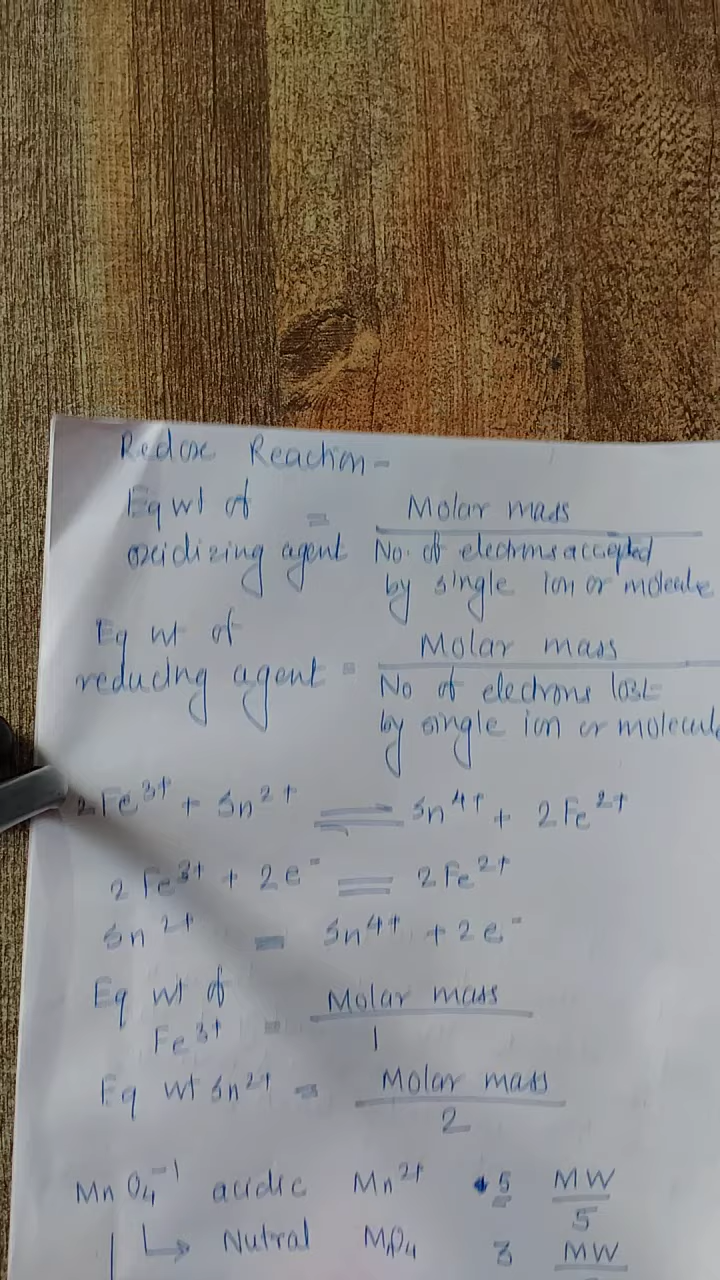 Redox Reaction -
Eq wt of = Molar mass
oxidizing agent No. of electrons accepted
by single ion or molecule
Eq wt of
reducing agent = Molar mass
No of electrons lost
by single ion or molecule
2Fe³⁺ + Sn²⁺ = Sn⁴⁺ + 2Fe²⁺
2Fe³⁺ + 2e⁻ = 2Fe²⁺
Sn²⁺ = Sn⁴⁺ + 2e⁻
Eq wt of
Fe³⁺ = Molar mass
1
Eq wt Sn²⁺ = Molar mass
2
MnO₄⁻¹ acidic Mn²⁺ 5 MW
5
↳ Nutral 3 MW